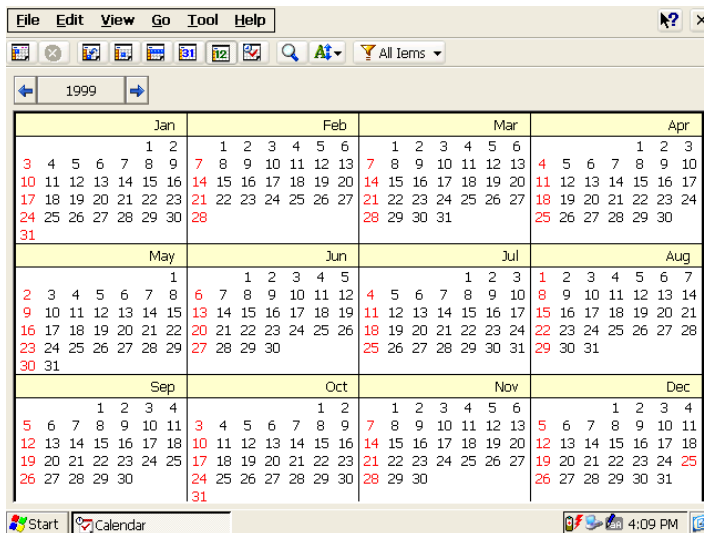 File Edit View Go Tool Help
31 12 A All Iems
1999
Jan Feb Mar Apr
1 2 1 2 3 4 5 6 1 2 3 4 5 6 1 2 3
3 4 5 6 7 8 9 7 8 9 10 11 12 13 7 8 9 10 11 12 13 4 5 6 7 8 9 10
10 11 12 13 14 15 16 14 15 16 17 18 19 20 14 15 16 17 18 19 20 11 12 13 14 15 16 17
17 18 19 20 21 22 23 21 22 23 24 25 26 27 21 22 23 24 25 26 27 18 19 20 21 22 23 24
24 25 26 27 28 29 30 28 28 29 30 31 25 26 27 28 29 30
31
May Jun Jul Aug
1 1 2 3 4 5 1 2 3 1 2 3 4 5 6 7
2 3 4 5 6 7 8 6 7 8 9 10 11 12 4 5 6 7 8 9 10 8 9 10 11 12 13 14
9 10 11 12 13 14 15 13 14 15 16 17 18 19 11 12 13 14 15 16 17 15 16 17 18 19 20 21
16 17 18 19 20 21 22 20 21 22 23 24 25 26 18 19 20 21 22 23 24 22 23 24 25 26 27 28
23 24 25 26 27 28 29 27 28 29 30 25 26 27 28 29 30 31 29 30 31
30 31
Sep Oct Nov Dec
1 2 3 4 1 2 1 2 3 4 5 6 1 2 3 4
5 6 7 8 9 10 11 3 4 5 6 7 8 9 7 8 9 10 11 12 13 5 6 7 8 9 10 11
12 13 14 15 16 17 18 10 11 12 13 14 15 16 14 15 16 17 18 19 20 12 13 14 15 16 17 18
19 20 21 22 23 24 25 17 18 19 20 21 22 23 21 22 23 24 25 26 27 19 20 21 22 23 24 25
26 27 28 29 30 24 25 26 27 28 29 30 28 29 30 26 27 28 29 30 31
31
Start Calendar 4:09 PM